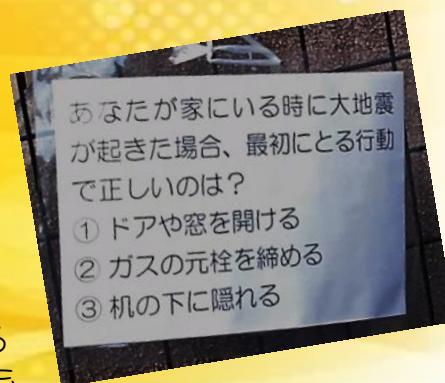 あなたが家にいる時に大地震
が起きた場合、最初にとる行動
で正しいのは？
① ドアや窓を開ける
② ガスの元栓を締める
③ 机の下に隠れる
る